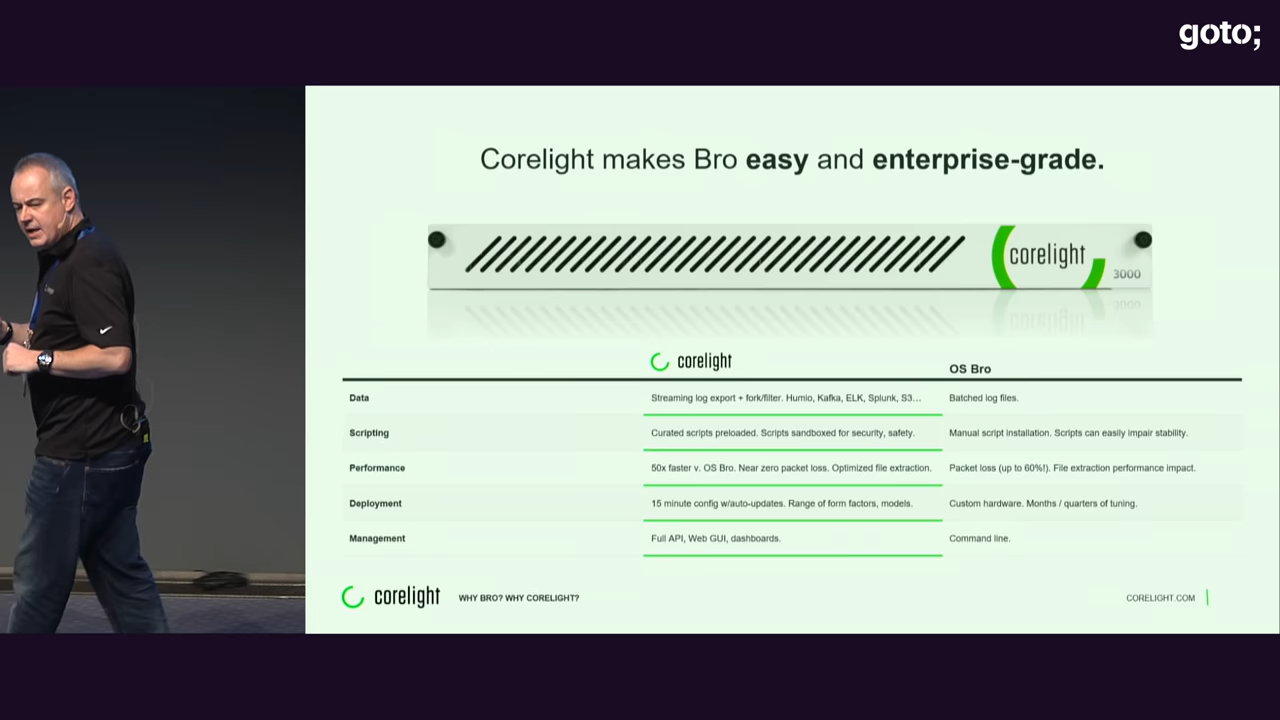 goto;
Corelight makes Bro easy and enterprise-grade.
corelight
3000
corelight OS Bro
Data Streaming log export + fork/filter. Humio, Kafka, ELK, Splunk, S3... Batched log files.
Scripting Curated scripts preloaded. Scripts sandboxed for security, safety. Manual script installation. Scripts can easily impair stability.
Performance 50x faster v. OS Bro. Near zero packet loss. Optimized file extraction. Packet loss (up to 60%!). File extraction performance impact.
Deployment 15 minute config w/auto-updates. Range of form factors, models. Custom hardware. Months / quarters of tuning.
Management Full API, Web GUI, dashboards. Command line.
corelight WHY BRO? WHY CORELIGHT? CORELIGHT.COM